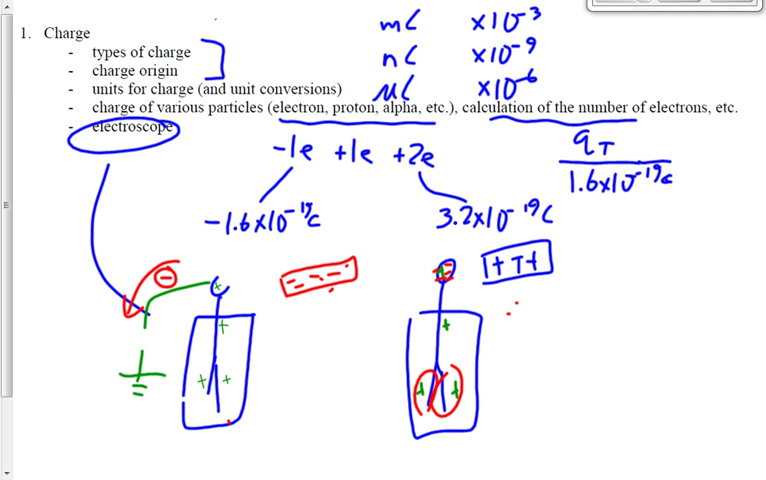 mC ×10⁻³
1. Charge
- types of charge
nC ×10⁻⁹
- charge origin
- units for charge (and unit conversions)
μC ×10⁻⁶
- charge of various particles (electron, proton, alpha, etc.), calculation of the number of electrons, etc.
- electroscope
-1e +1e +2e
qT
1.6×10⁻¹⁹C
-1.6×10⁻¹⁹C
3.2×10⁻¹⁹C